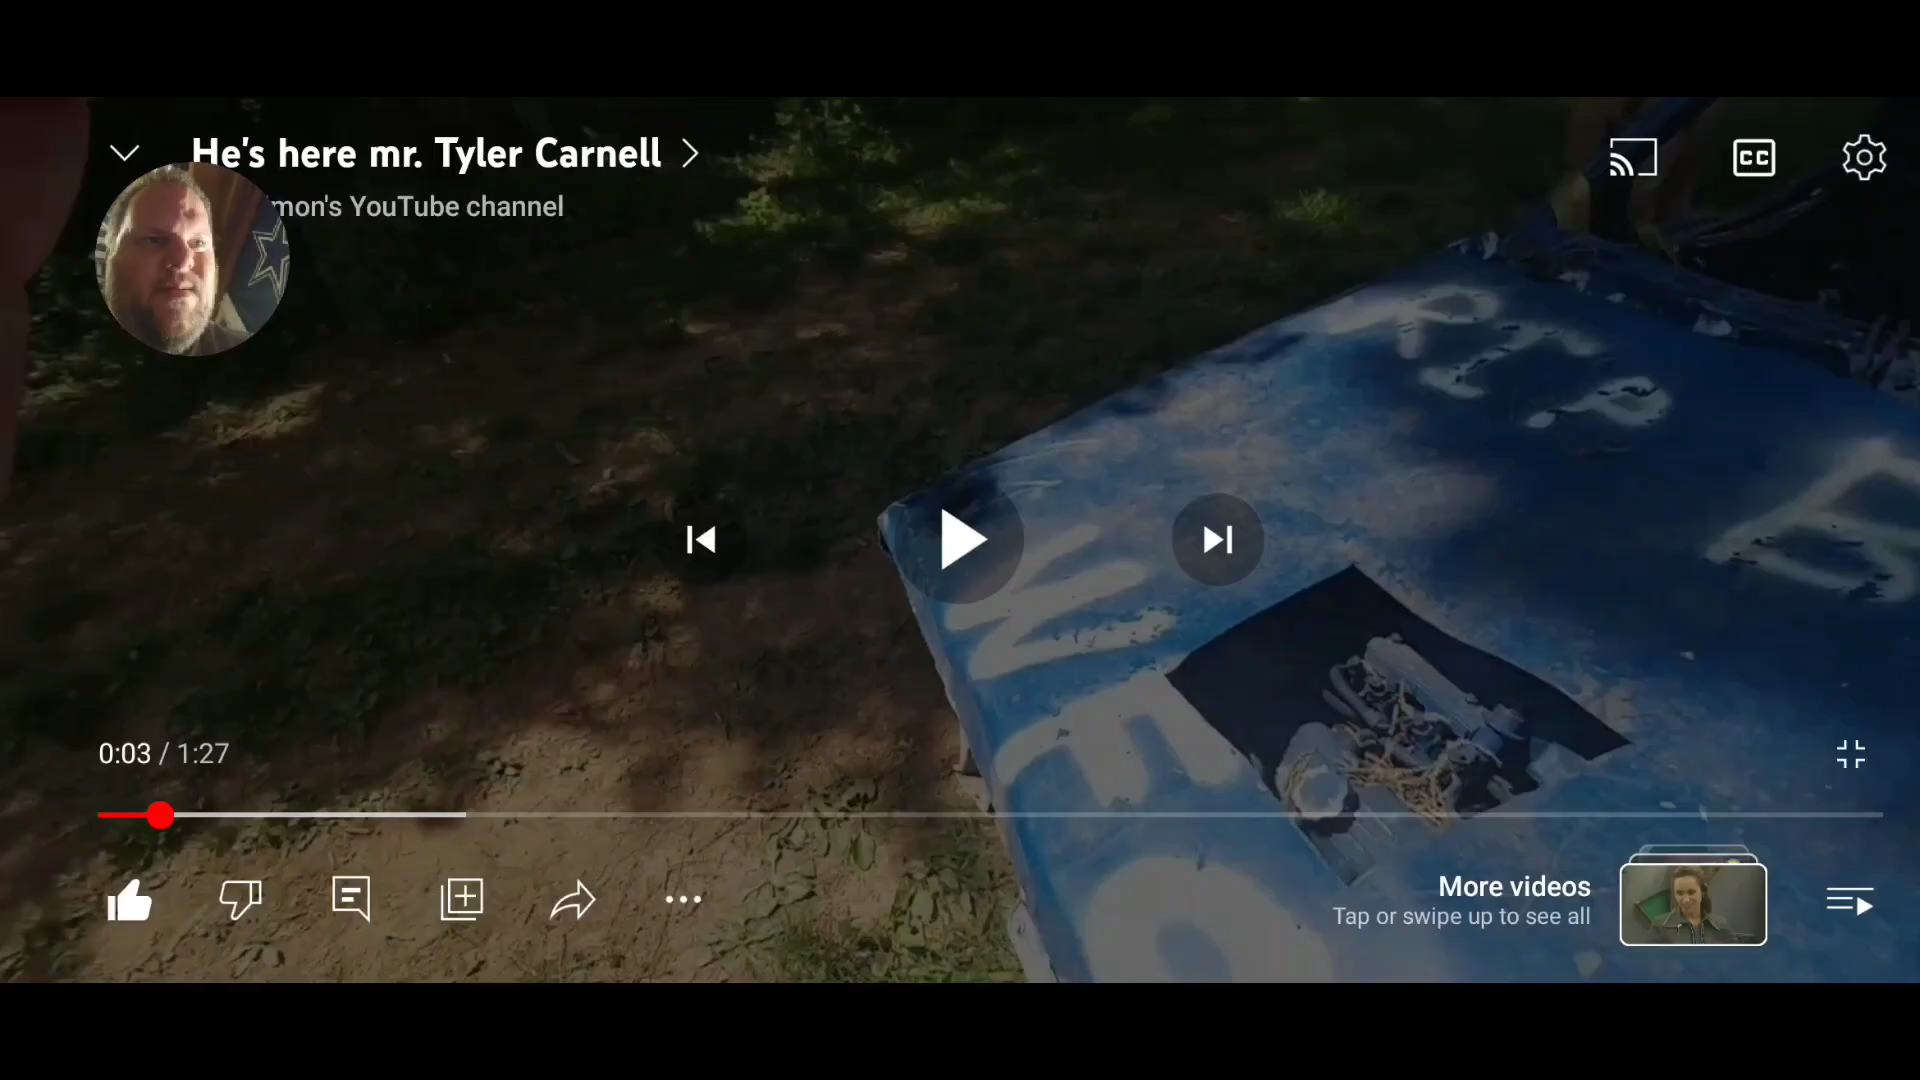 He's here mr. Tyler Carnell
mon's YouTube channel
CC
0:03 / 1:27
More videos
Tap or swipe up to see all